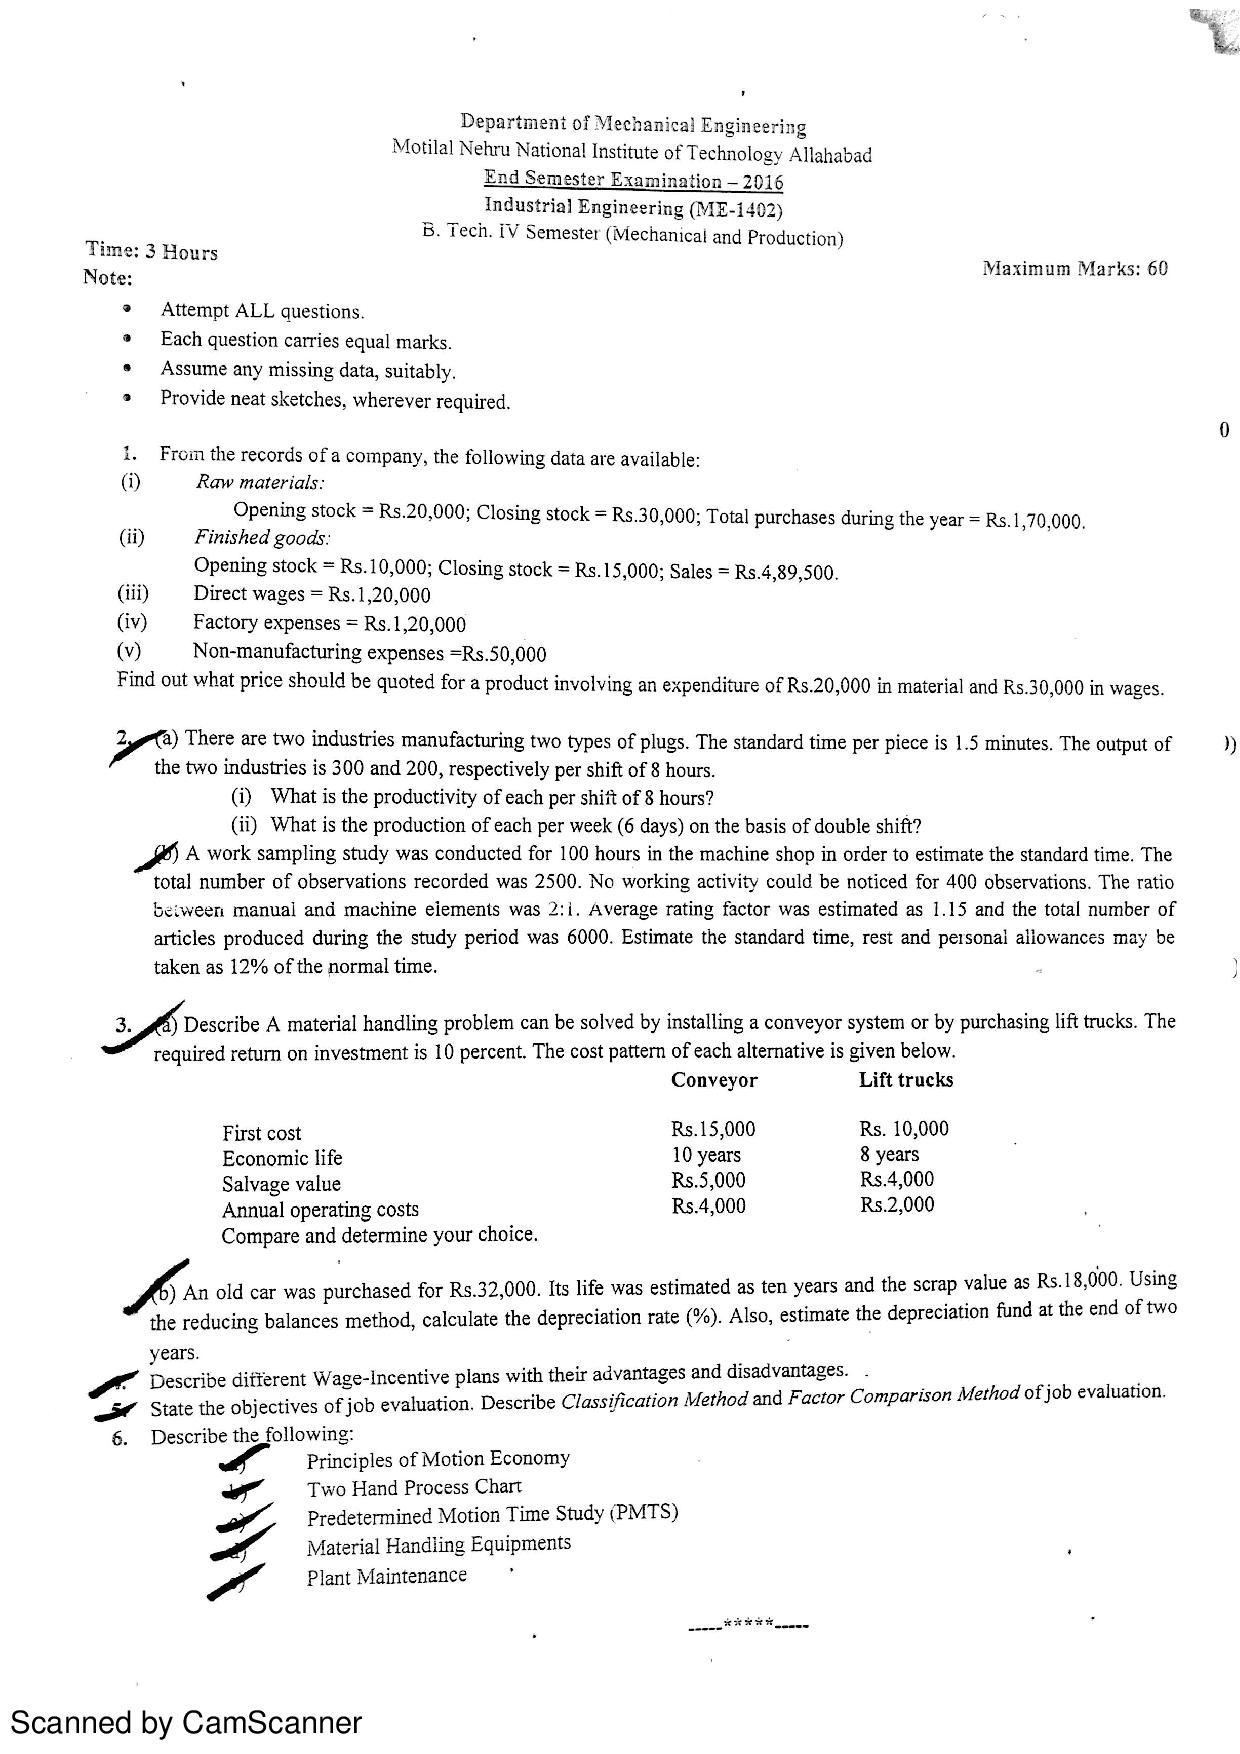 Department of Mechanical Engineering
Motilal Nehru National Institute of Technology Allahabad
End Semester Examination – 2016
Industrial Engineering (ME-1402)
B. Tech. IV Semester (Mechanical and Production)
Time: 3 Hours
Maximum Marks: 60
Note:
• Attempt ALL questions.
• Each question carries equal marks.
• Assume any missing data, suitably.
• Provide neat sketches, wherever required.
0
1. From the records of a company, the following data are available:
(i) Raw materials:
Opening stock = Rs.20,000; Closing stock = Rs.30,000; Total purchases during the year = Rs.1,70,000.
(ii) Finished goods:
Opening stock = Rs.10,000; Closing stock = Rs.15,000; Sales = Rs.4,89,500.
(iii) Direct wages = Rs.1,20,000
(iv) Factory expenses = Rs.1,20,000
(v) Non-manufacturing expenses =Rs.50,000
Find out what price should be quoted for a product involving an expenditure of Rs.20,000 in material and Rs.30,000 in wages.
2. (a) There are two industries manufacturing two types of plugs. The standard time per piece is 1.5 minutes. The output of
the two industries is 300 and 200, respectively per shift of 8 hours.
(i) What is the productivity of each per shift of 8 hours?
(ii) What is the production of each per week (6 days) on the basis of double shift?
(b) A work sampling study was conducted for 100 hours in the machine shop in order to estimate the standard time. The
total number of observations recorded was 2500. No working activity could be noticed for 400 observations. The ratio
between manual and machine elements was 2:1. Average rating factor was estimated as 1.15 and the total number of
articles produced during the study period was 6000. Estimate the standard time, rest and personal allowances may be
taken as 12% of the normal time.
3. (a) Describe A material handling problem can be solved by installing a conveyor system or by purchasing lift trucks. The
required return on investment is 10 percent. The cost pattern of each alternative is given below.
Conveyor Lift trucks
First cost Rs.15,000 Rs. 10,000
Economic life 10 years 8 years
Salvage value Rs.5,000 Rs.4,000
Annual operating costs Rs.4,000 Rs.2,000
Compare and determine your choice.
(b) An old car was purchased for Rs.32,000. Its life was estimated as ten years and the scrap value as Rs.18,000. Using
the reducing balances method, calculate the depreciation rate (%). Also, estimate the depreciation fund at the end of two
years.
Describe different Wage-Incentive plans with their advantages and disadvantages.
5. State the objectives of job evaluation. Describe Classification Method and Factor Comparison Method of job evaluation.
6. Describe the following:
Principles of Motion Economy
Two Hand Process Chart
Predetermined Motion Time Study (PMTS)
Material Handling Equipments
Plant Maintenance
-----*****-----
Scanned by CamScanner